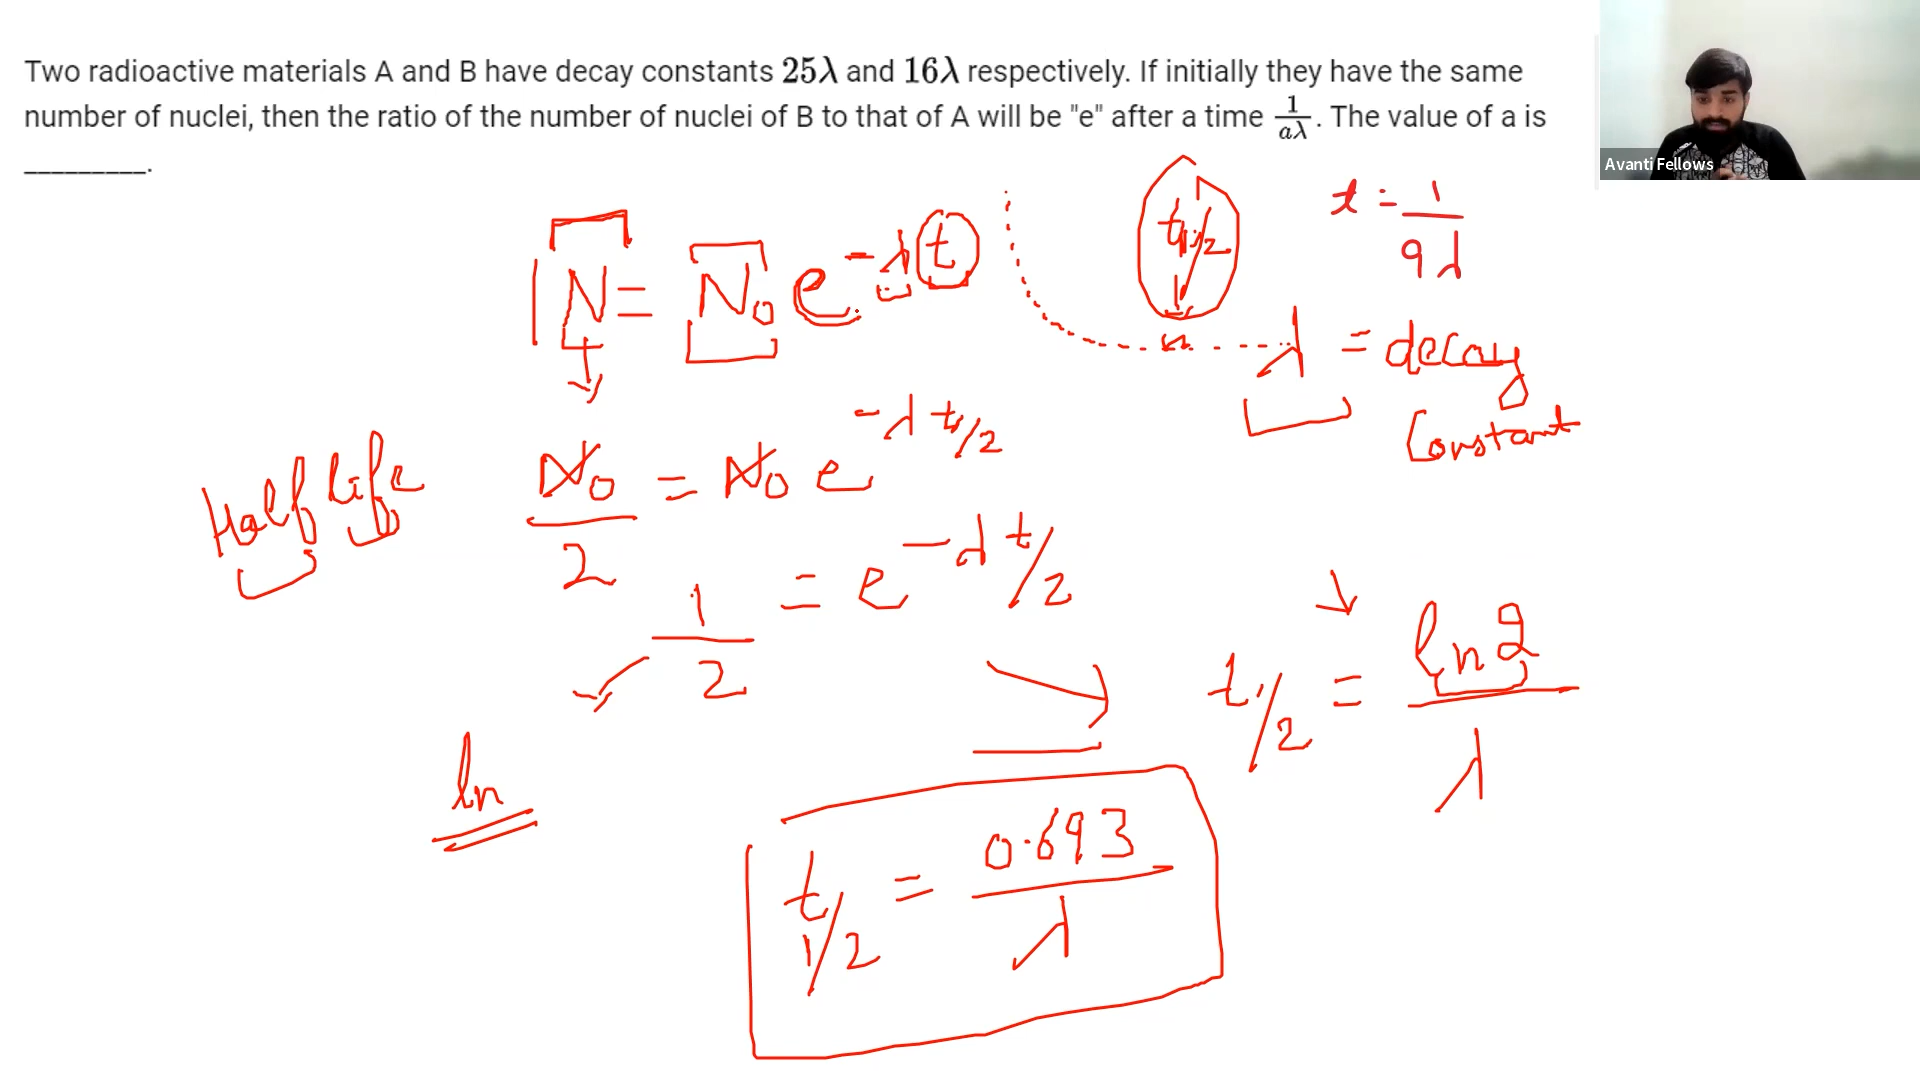 Two radioactive materials A and B have decay constants 25λ and 16λ respectively. If initially they have the same
number of nuclei, then the ratio of the number of nuclei of B to that of A will be "e" after a time 1/aλ. The value of a is
_________.
Avanti Fellows
N = N₀ e^-λt
t1/2
t = 1/9λ
λ = decay
Constant
Half life
N₀/2 = N₀ e^-λt1/2
1/2 = e^-λt/2
ln
t1/2 = ln2/λ
t1/2 = 0.693/λ